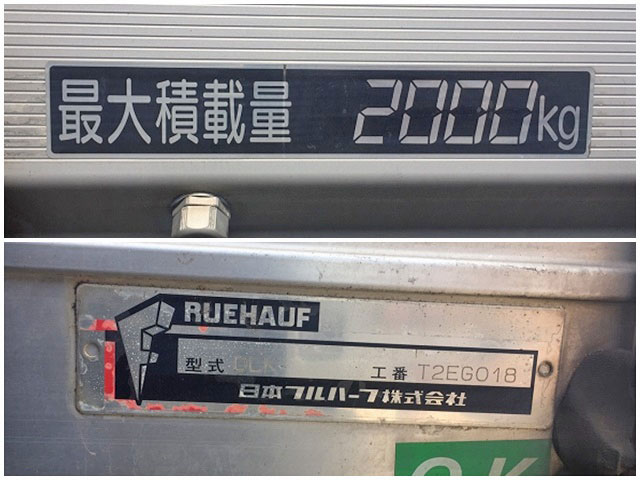 最大積載量 2000kg
RUEHAUF
型式 工番 T2EG018
日本フルハーフ株式会社
OK